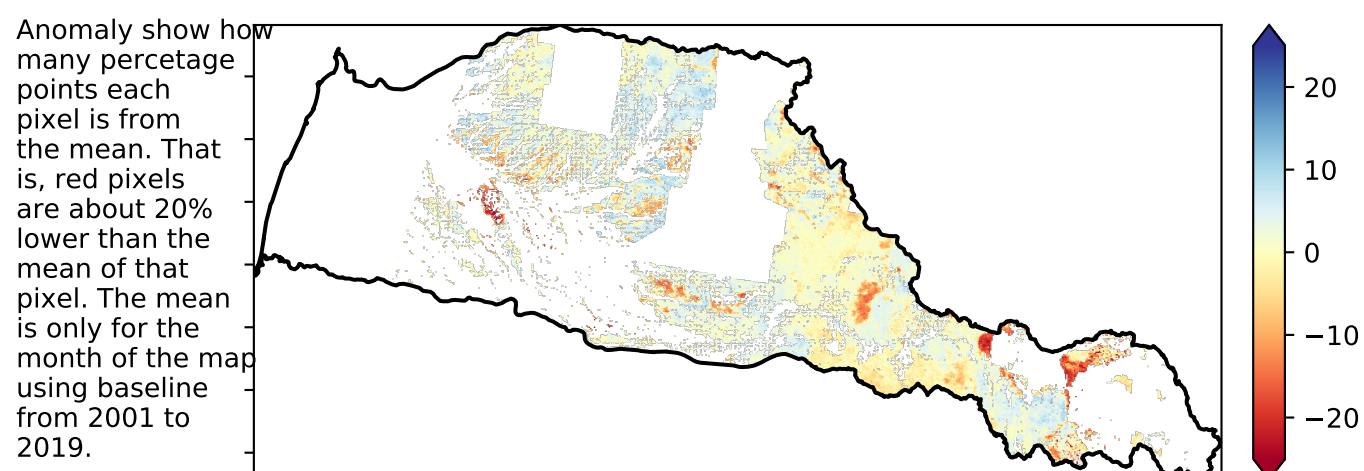 Anomaly show how
many percetage
points each
pixel is from
the mean. That
is, red pixels
are about 20%
lower than the
mean of that
pixel. The mean
is only for the
month of the map
using baseline
from 2001 to
2019.
20
10
0
−10
−20